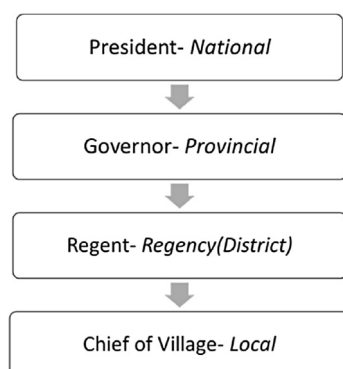 President- National
Governor- Provincial
Regent- Regency(District)
Chief of Village- Local